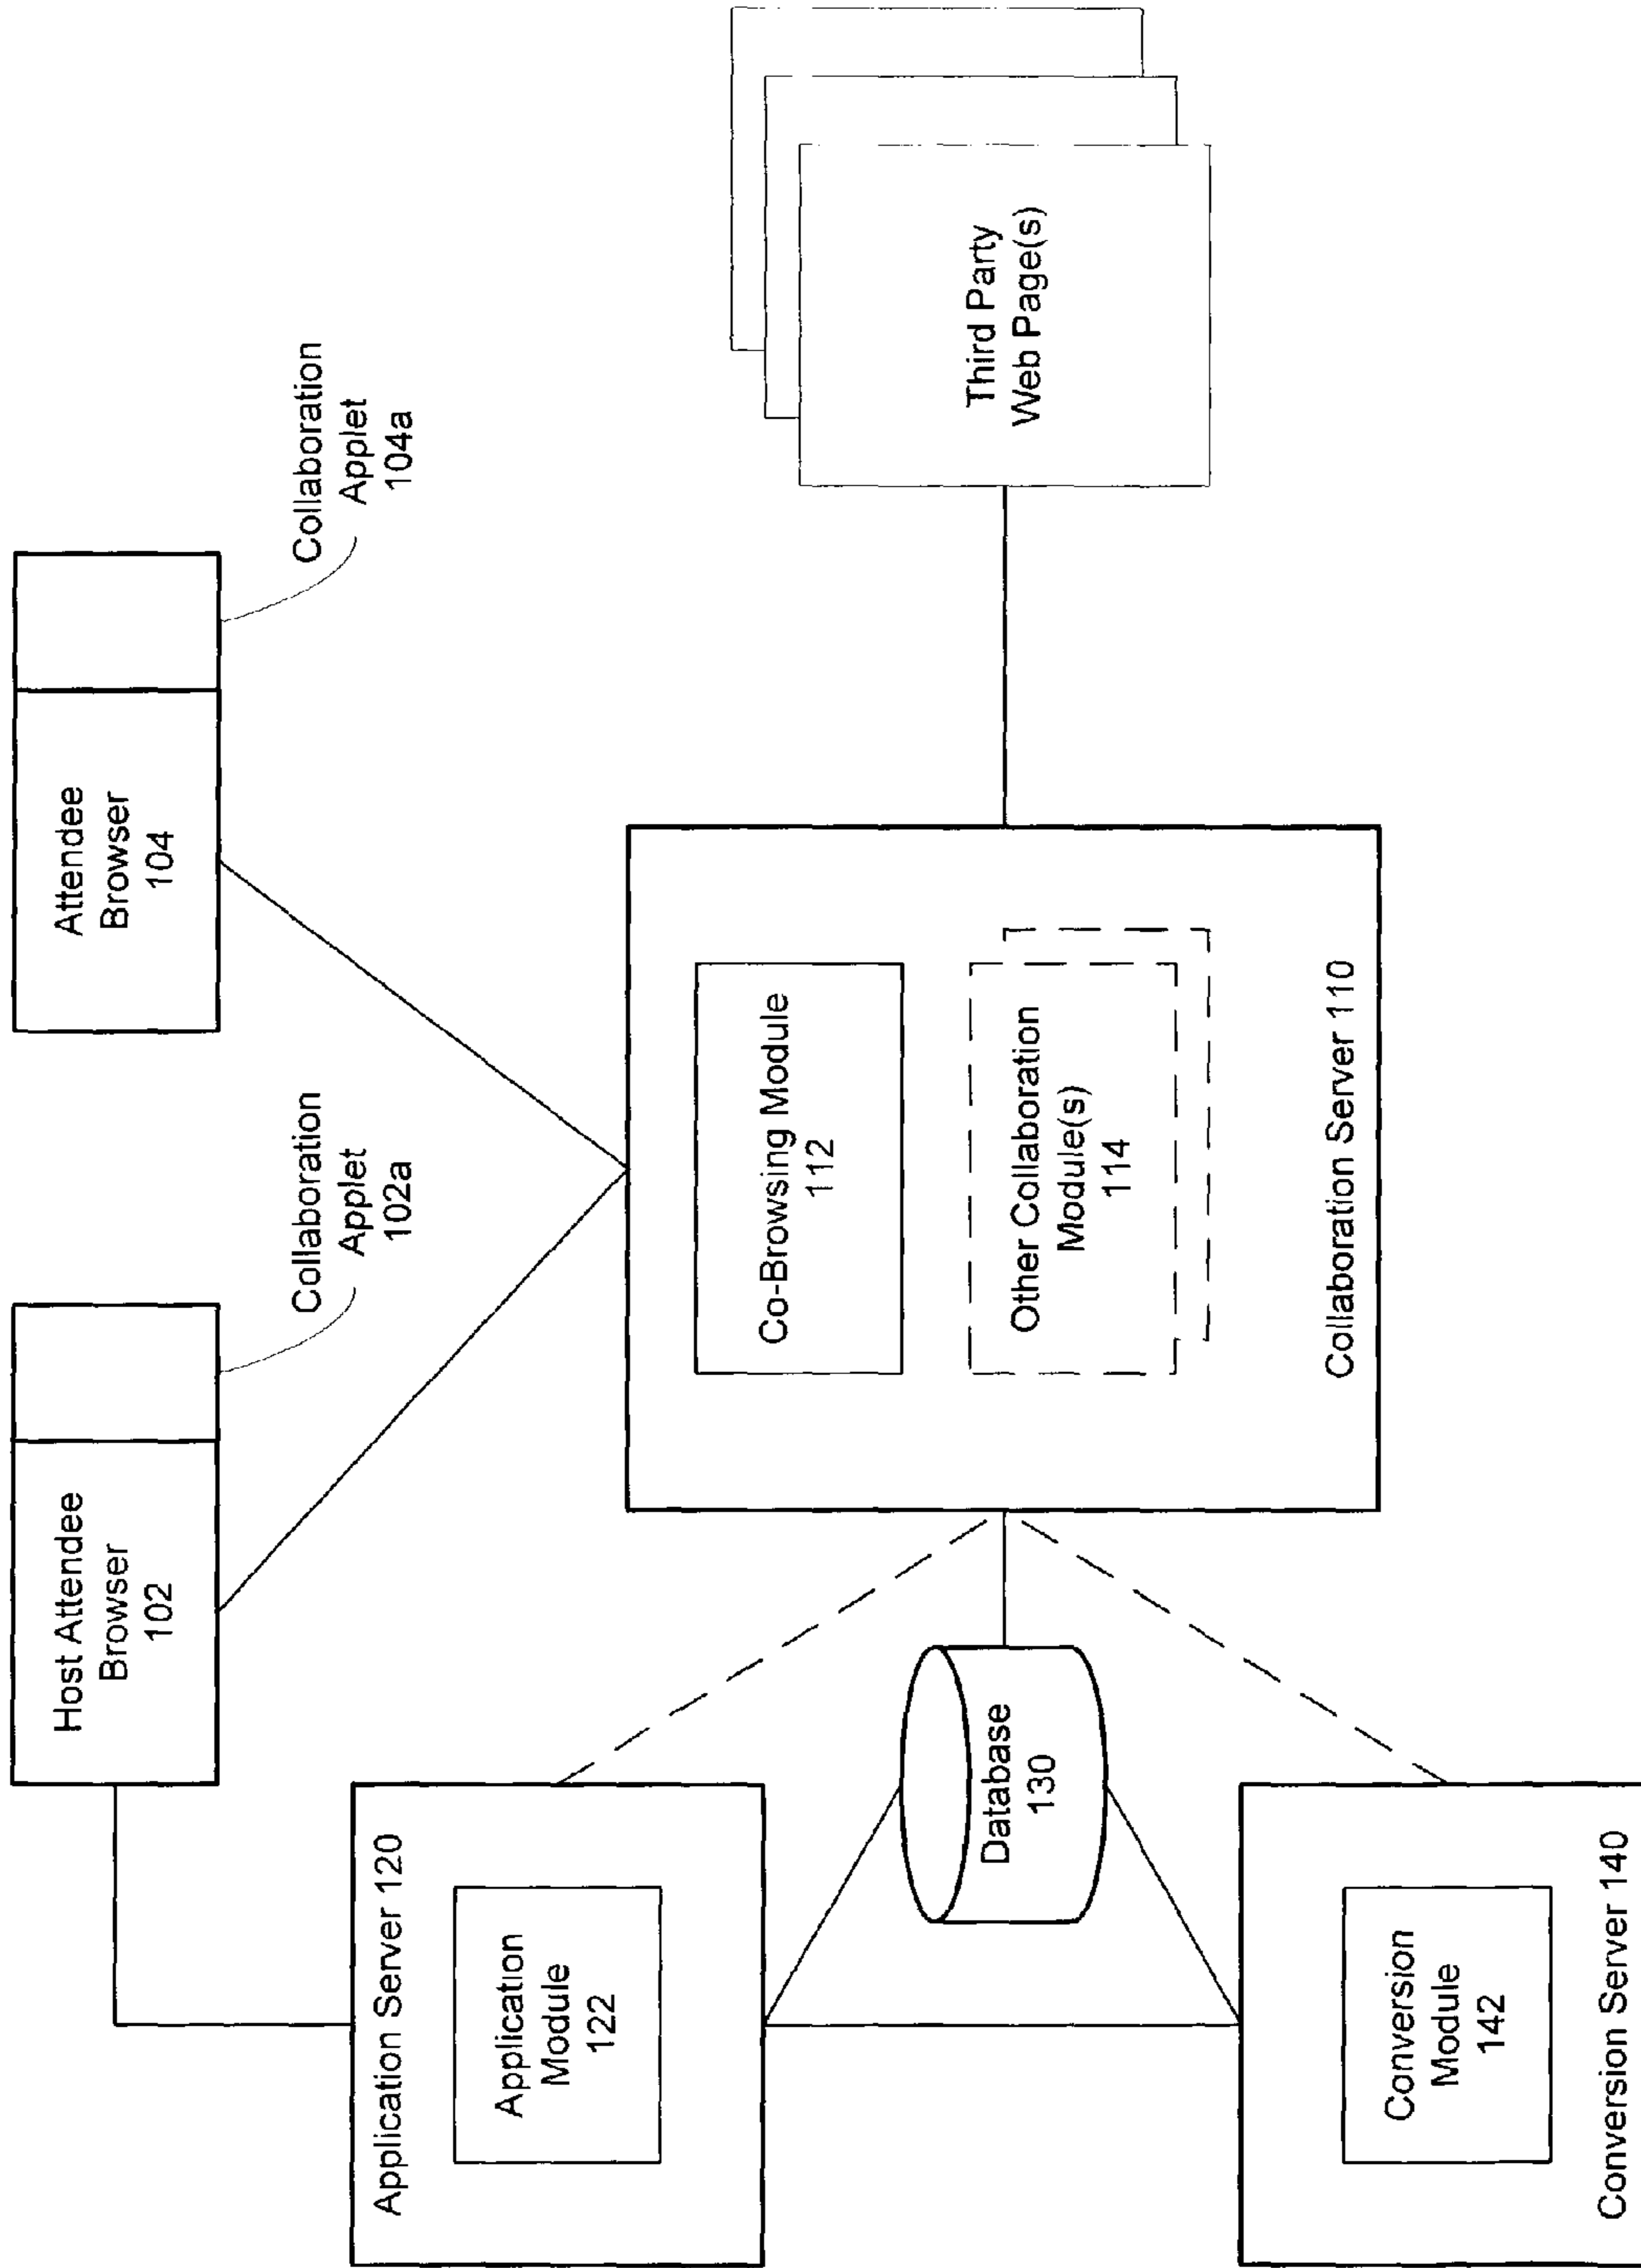 Host Attendee
Browser
102
Collaboration
Applet
102a
Attendee
Browser
104
Collaboration
Applet
104a
Application Server 120
Application
Module
122
Database
130
Conversion
Module
142
Conversion Server 140
Co-Browsing Module
112
Other Collaboration
Module(s)
114
Collaboration Server 110
Third Party
Web Page(s)